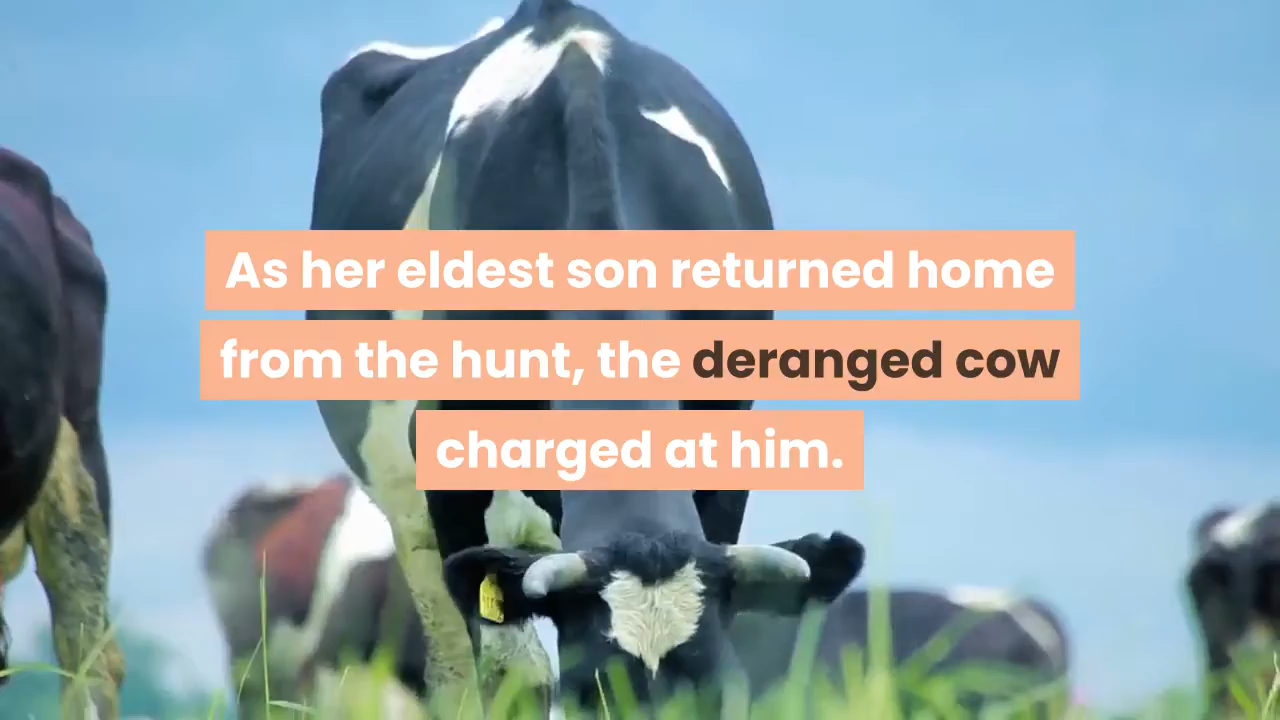 As her eldest son returned home
from the hunt, the deranged cow
charged at him.